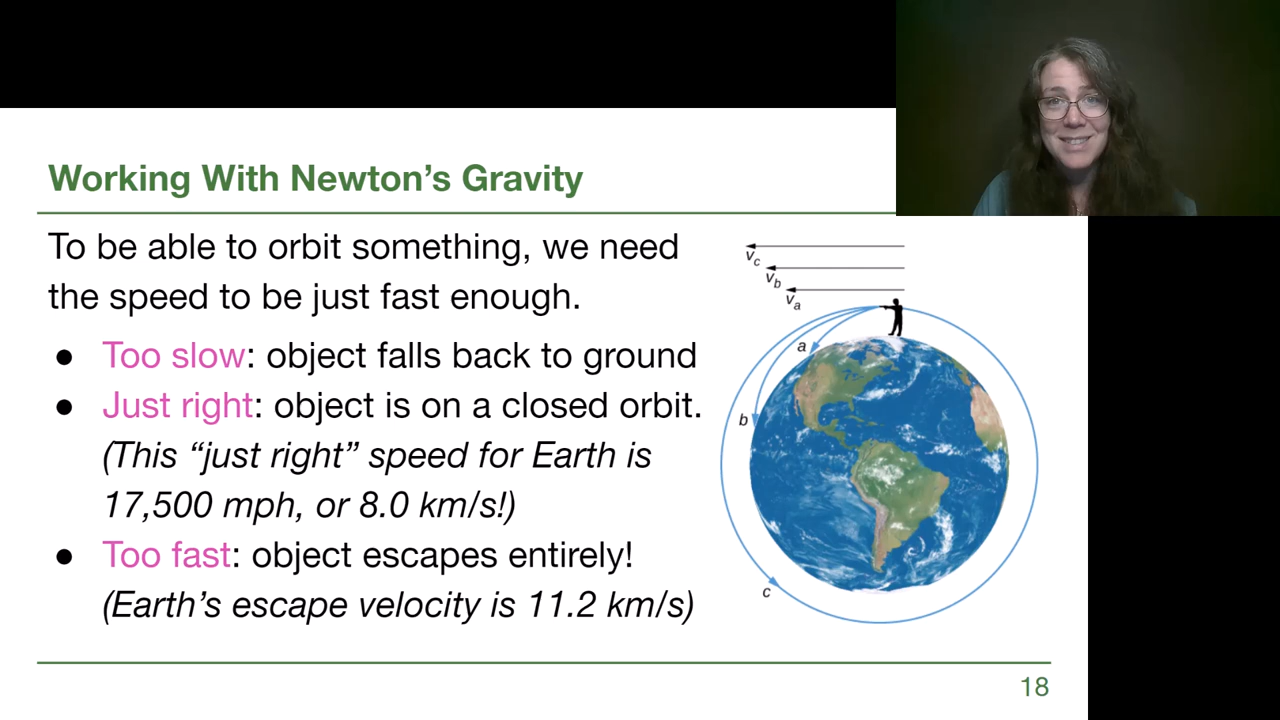 Working With Newton’s Gravity
To be able to orbit something, we need
the speed to be just fast enough.
● Too slow: object falls back to ground
● Just right: object is on a closed orbit.
(This “just right” speed for Earth is
17,500 mph, or 8.0 km/s!)
● Too fast: object escapes entirely!
(Earth’s escape velocity is 11.2 km/s)
vc
vb
va
a
b
c
18